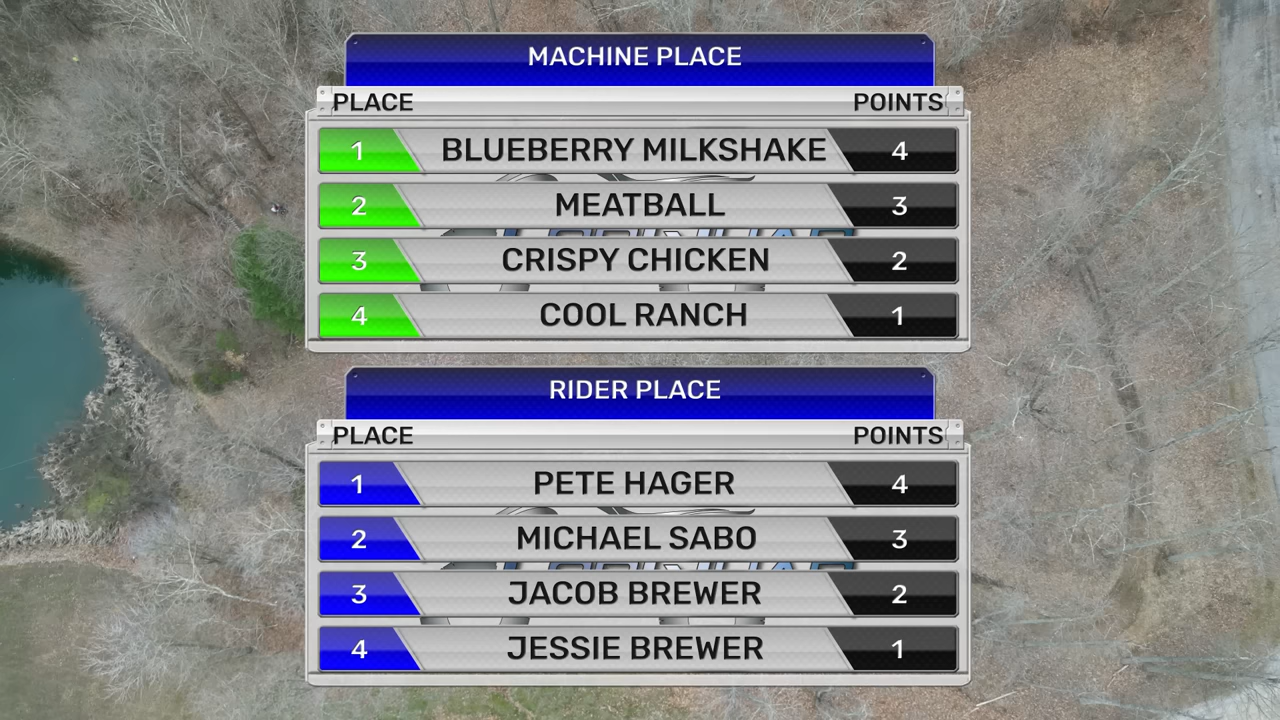 MACHINE PLACE
PLACE POINTS
1 BLUEBERRY MILKSHAKE 4
2 MEATBALL 3
3 CRISPY CHICKEN 2
4 COOL RANCH 1
RIDER PLACE
PLACE POINTS
1 PETE HAGER 4
2 MICHAEL SABO 3
3 JACOB BREWER 2
4 JESSIE BREWER 1